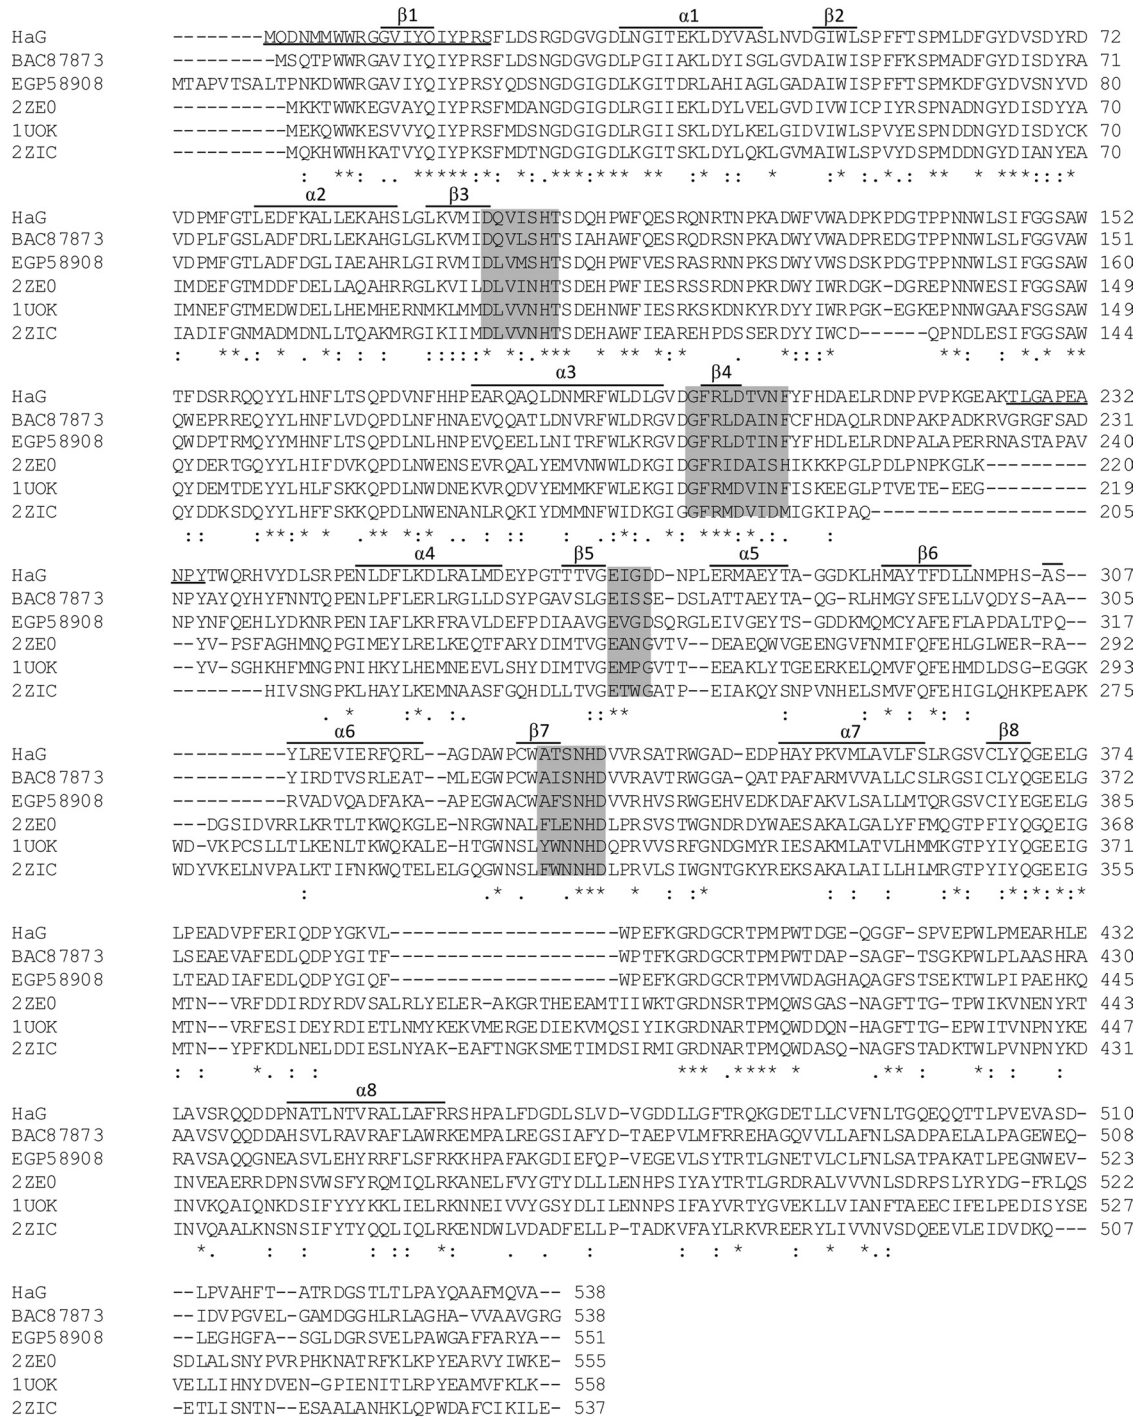 β1 α1 β2
HaG --------MQDNMMWWRGGVIYQIYPRSFLDSRGDGVGDLNGITEKLDYVASLNVDGIWLSPFFTSPMLDFGYDVSDYRD 72
BAC87873 ---------MSQTPWWRGAVIYQIYPRSFLDSNGDGVGDLPGIIAKLDYISGLGVDAIWISPFFKSPMADFGYDISDYRA 71
EGP58908 MTAPVTSALTPNKDWWRGAVIYQIYPRSYQDSNGDGIGDLKGITDRLAHIAGLGADAIWISPFFTSPMKDFGYDVSNYVD 80
2ZE0 ----------MKKTWWKEGVAYQIYPRSFMDANGDGIGDLRGIIEKLDYLVELGVDIVWICPIYRSPNADNGYDISDYYA 70
1UOK ----------MEKQWWKESVVYQIYPRSFMDSNGDGIGDLRGIISKLDYLKELGIDVIWLSPVYESPNDDNGYDISDYCK 70
2ZIC ----------MQKHWWHKATVYQIYPKSFMDTNGDGIGDLKGITSKLDYLQKLGVMAIWLSPVYDSPMDDNGYDIANYEA 70
: ** : .. ***** *: *: .*** *** ** :* :: * . :*:.*.: ** * ***:::*
α2 β3
HaG VDPMFGTLEDFKALLEKAHSLGLKVMIDQVISHTSDQHPWFQESRQNRTNPKADWFVWADPKPDGTPPNNWLSIFGGSAW 152
BAC87873 VDPLFGSLADFDRLLEKAHGLGLKVMIDQVLSHTSIAHAWFQESRQDRSNPKADWYVWADPREDGTPPNNWLSLFGGVAW 151
EGP58908 VDPMFGTLADFDGLIAEAHRLGIRVMIDLVMSHTSDQHPWFVESRASRNNPKSDWYVWSDSKPDGTPPNNWLSIFGGSAW 160
2ZE0 IMDEFGTMDDFDELLAQAHRRGLKVILDLVINHTSDEHPWFIESRSSRDNPKRDWYIWRDGK-DGREPNNWESIFGGSAW 149
1UOK IMNEFGTMEDWDELLHEMHERNMKLMMDLVVNHTSDEHNWFIESRKSKDNKYRDYYIWRPGK-EGKEPNNWGAAFSGSAW 149
2ZIC IADIFGNMADMDNLLTQAKMRGIKIIMDLVVNHTSDEHAWFIEAREHPDSSERDYYIWCD------QPNDLESIFGGSAW 144
: **.: * . *: : : .::::* *:.*** * ** *:* . *:::* **: : *.* **
α3 β4
HaG TFDSRRQQYYLHNFLTSQPDVNFHHPEARQAQLDNMRFWLDLGVDGFRLDTVNFYFHDAELRDNPPVPKGEAKTLGAPEA 232
BAC87873 QWEPRREQYYLHNFLVDQPDLNFHNAEVQQATLDNVRFWLDRGVDGFRLDAINFCFHDAQLRDNPAKPADKRVGRGFSAD 231
EGP58908 QWDPTRMQYYMHNFLTSQPDLNLHNPEVQEELLNITRFWLKRGVDGFRLDTINFYFHDLELRDNPALAPERRNASTAPAV 240
2ZE0 QYDERTGQYYLHIFDVKQPDLNWENSEVRQALYEMVNWWLDKGIDGFRIDAISHIKKKPGLPDLPNPKGLK--------- 220
1UOK QYDEMTDEYYLHLFSKKQPDLNWDNEKVRQDVYEMMKFWLEKGIDGFRMDVINFISKEEGLPTVETE-EEG--------- 219
2ZIC QYDDKSDQYYLHFFSKKQPDLNWENANLRQKIYDMMNFWIDKGIGGFRMDVIDMIGKIPAQ------------------- 205
:: :**:* * .***:* .: . :: : .:*:. *:.***:*.:. :
α4 β5 α5 β6
HaG NPYTWQRHVYDLSRPENLDFLKDLRALMDEYPGTTTVGEIGDD-NPLERMAEYTA-GGDKLHMAYTFDLLNMPHS-AS-- 307
BAC87873 NPYAYQYHYFNNTQPENLPFLERLRGLLDSYPGAVSLGEISSE-DSLATTAEYTA-QG-RLHMGYSFELLVQDYS-AA-- 305
EGP58908 NPYNFQEHLYDKNRPENIAFLKRFRAVLDEFPDIAAVGEVGDSQRGLEIVGEYTS-GDDKMQMCYAFEFLAPDALTPQ-- 317
2ZE0 --YV-PSFAGHMNQPGIMEYLRELKEQTFARYDIMTVGEANGVTV--DEAEQWVGEENGVFNMIFQFEHLGLWER-RA-- 292
1UOK --YV-SGHKHFMNGPNIHKYLHEMNEEVLSHYDIMTVGEMPGVTT--EEAKLYTGEERKELQMVFQFEHMDLDSG-EGGK 293
2ZIC --------HIVSNGPKLHAYLKEMNAASFGQHDLLTVGETWGATP--EIAKQYSNPVNHELSMVFQFEHIGLQHKPEAPK 275
. * :*. :. ::** : .: * : *: :
α6 β7 α7 β8
HaG ----------YLREVIERFQRL--AGDAWPCWATSNHDVVRSATRWGAD-EDPHAYPKVMLAVLFSLRGSVCLYQGEELG 374
BAC87873 ----------YIRDTVSRLEAT--MLEGWPCWAISNHDVVRAVTRWGGA-QATPAFARMVVALLCSLRGSICLYQGEELG 372
EGP58908 ----------RVADVQADFAKA--APEGWACWAFSNHDVVRHVSRWGEHVEDKDAFAKVLSALLMTQRGSVCIYEGEELG 385
2ZE0 ---DGSIDVRRLKRTLTKWQKGLE-NRGWNALFLENHDLPRSVSTWGNDRDYWAESAKALGALYFFMQGTPFIYQGQEIG 368
1UOK WD-VKPCSLLTLKENLTKWQKALE-HTGWNSLYWNNHDQPRVVSRFGNDGMYRIESAKMLATVLHMMKGTPYIYQGEEIG 371
2ZIC WDYVKELNVPALKTIFNKWQTELELGQGWNSLFWNNHDLPRVLSIWGNTGKYREKSAKALAILLHLMRGTPYIYQGEEIG 355
: .* . .*** * : :* .: : : :*: :*:*:*:*
HaG LPEADVPFERIQDPYGKVL--------------------WPEFKGRDGCRTPMPWTDGE-QGGF-SPVEPWLPMEARHLE 432
BAC87873 LSEAEVAFEDLQDPYGITF--------------------WPTFKGRDGCRTPMPWTDAP-SAGF-TSGKPWLPLAASHRA 430
EGP58908 LTEADIAFEDLQDPYGIQF--------------------WPEFKGRDGCRTPMVWDAGHAQAGFSTSEKTWLPIPAEHKQ 445
2ZE0 MTN--VRFDDIRDYRDVSALRLYELER-AKGRTHEEAMTIIWKTGRDNSRTPMQWSGAS-NAGFTTG-TPWIKVNENYRT 443
1UOK MTN--VRFESIDEYRDIETLNMYKEKVMERGEDIEKVMQSIYIKGRDNARTPMQWDDQN-HAGFTTG-EPWITVNPNYKE 447
2ZIC MTN--YPFKDLNELDDIESLNYAK-EAFTNGKSMETIMDSIRMIGRDNARTPMQWDASQ-NAGFSTADKTWLPVNPNYKD 431
: : *. : : ***. **** * .** : *: : :
α8
HaG LAVSRQQDDPNATLNTVRALLAFRRSHPALFDGDLSLVD-VGDDLLGFTRQKGDETLLCVFNLTGQEQQTTLPVEVASD- 510
BAC87873 AAVSVQQDDAHSVLRAVRAFLAWRKEMPALREGSIAFYD-TAEPVLMFRREHAGQVVLLAFNLSADPAELALPAGEWEQ- 508
EGP58908 RAVSAQQGNEASVLEHYRRFLSFRKKHPAFAKGDIEFQP-VEGEVLSYTRTLGNETVLCLFNLSATPAKATLPEGNWEV- 523
2ZE0 INVEAERRDPNSVWSFYRQMIQLRKANELFVYGTYDLLLENHPSIYAYTRTLGRDRALVVVNLSDRPSLYRYDG-FRLQS 522
1UOK INVKQAIQNKDSIFYYYKKLIELRKNNEIVVYGSYDLILENNPSIFAYVRTYGVEKLLVIANFTAEECIFELPEDISYSE 527
2ZIC INVQAALKNSNSIFYTYQQLIQLRKENDWLVDADFELLP-TADKVFAYLRKVREERYLIVVNVSDQEEVLEIDVDKQ--- 507
*. : : : :: *: . . : : : * : * *.:
HaG --LPVAHFT--ATRDGSTLTLPAYQAAFMQVA-- 538
BAC87873 --IDVPGVEL-GAMDGGHLRLAGHA-VVAAVGRG 538
EGP58908 --LEGHGFA--SGLDGRSVELPAWGAFFARYA-- 551
2ZE0 SDLALSNYPVRPHKNATRFKLKPYEARVYIWKE- 555
1UOK VELLIHNYDVEN-GPIENITLRPYEAMVFKLK-- 558
2ZIC -ETLISNTN--ESAALANHKLQPWDAFCIKILE- 537